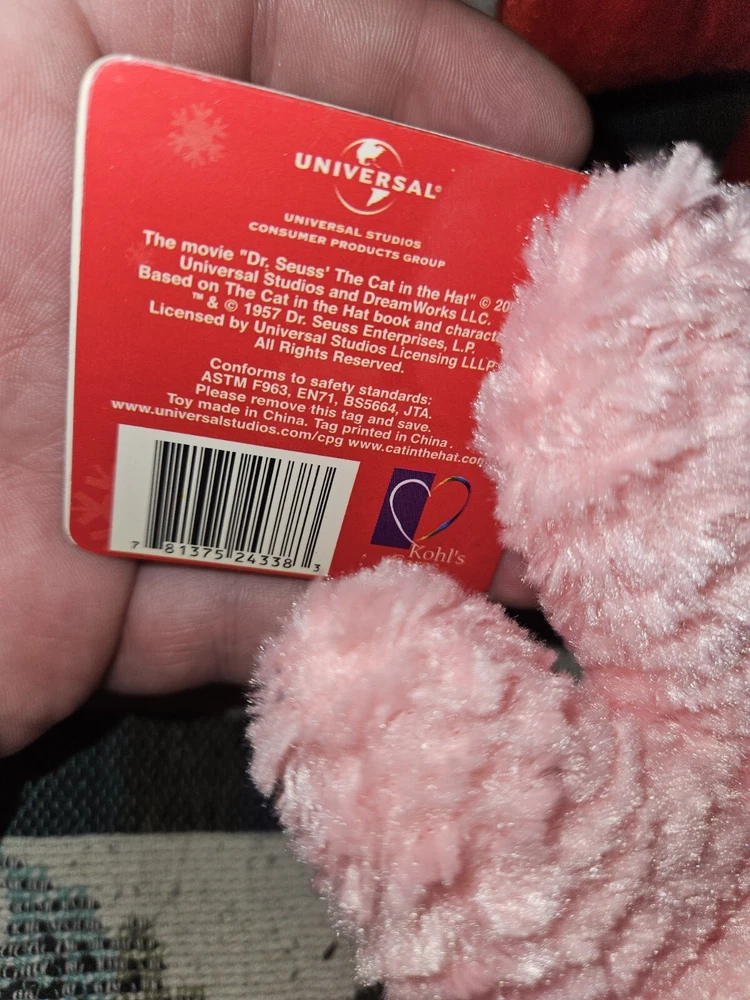 UNIVERSAL®
UNIVERSAL STUDIOS
CONSUMER PRODUCTS GROUP
The movie "Dr. Seuss' The Cat in the Hat" © 20
Universal Studios and DreamWorks LLC.
Based on The Cat in the Hat book and characte
™ & © 1957 Dr. Seuss Enterprises, L.P.
Licensed by Universal Studios Licensing LLLP
All Rights Reserved.
Conforms to safety standards:
ASTM F963, EN71, BS5664, JTA.
Please remove this tag and save.
Toy made in China. Tag printed in China.
www.universalstudios.com/cpg www.catinthehat.com
7 81375 24338 3
Kohl's